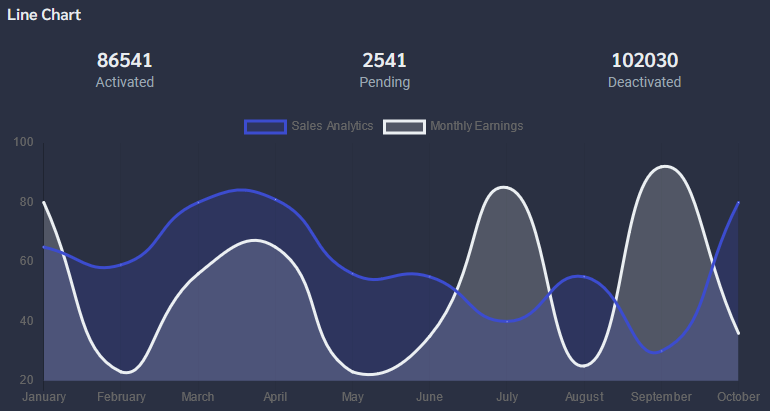 Line Chart
86541 2541 102030
Activated Pending Deactivated
Sales Analytics Monthly Earnings
100
80
60
40
20
January February March April May June July August September October